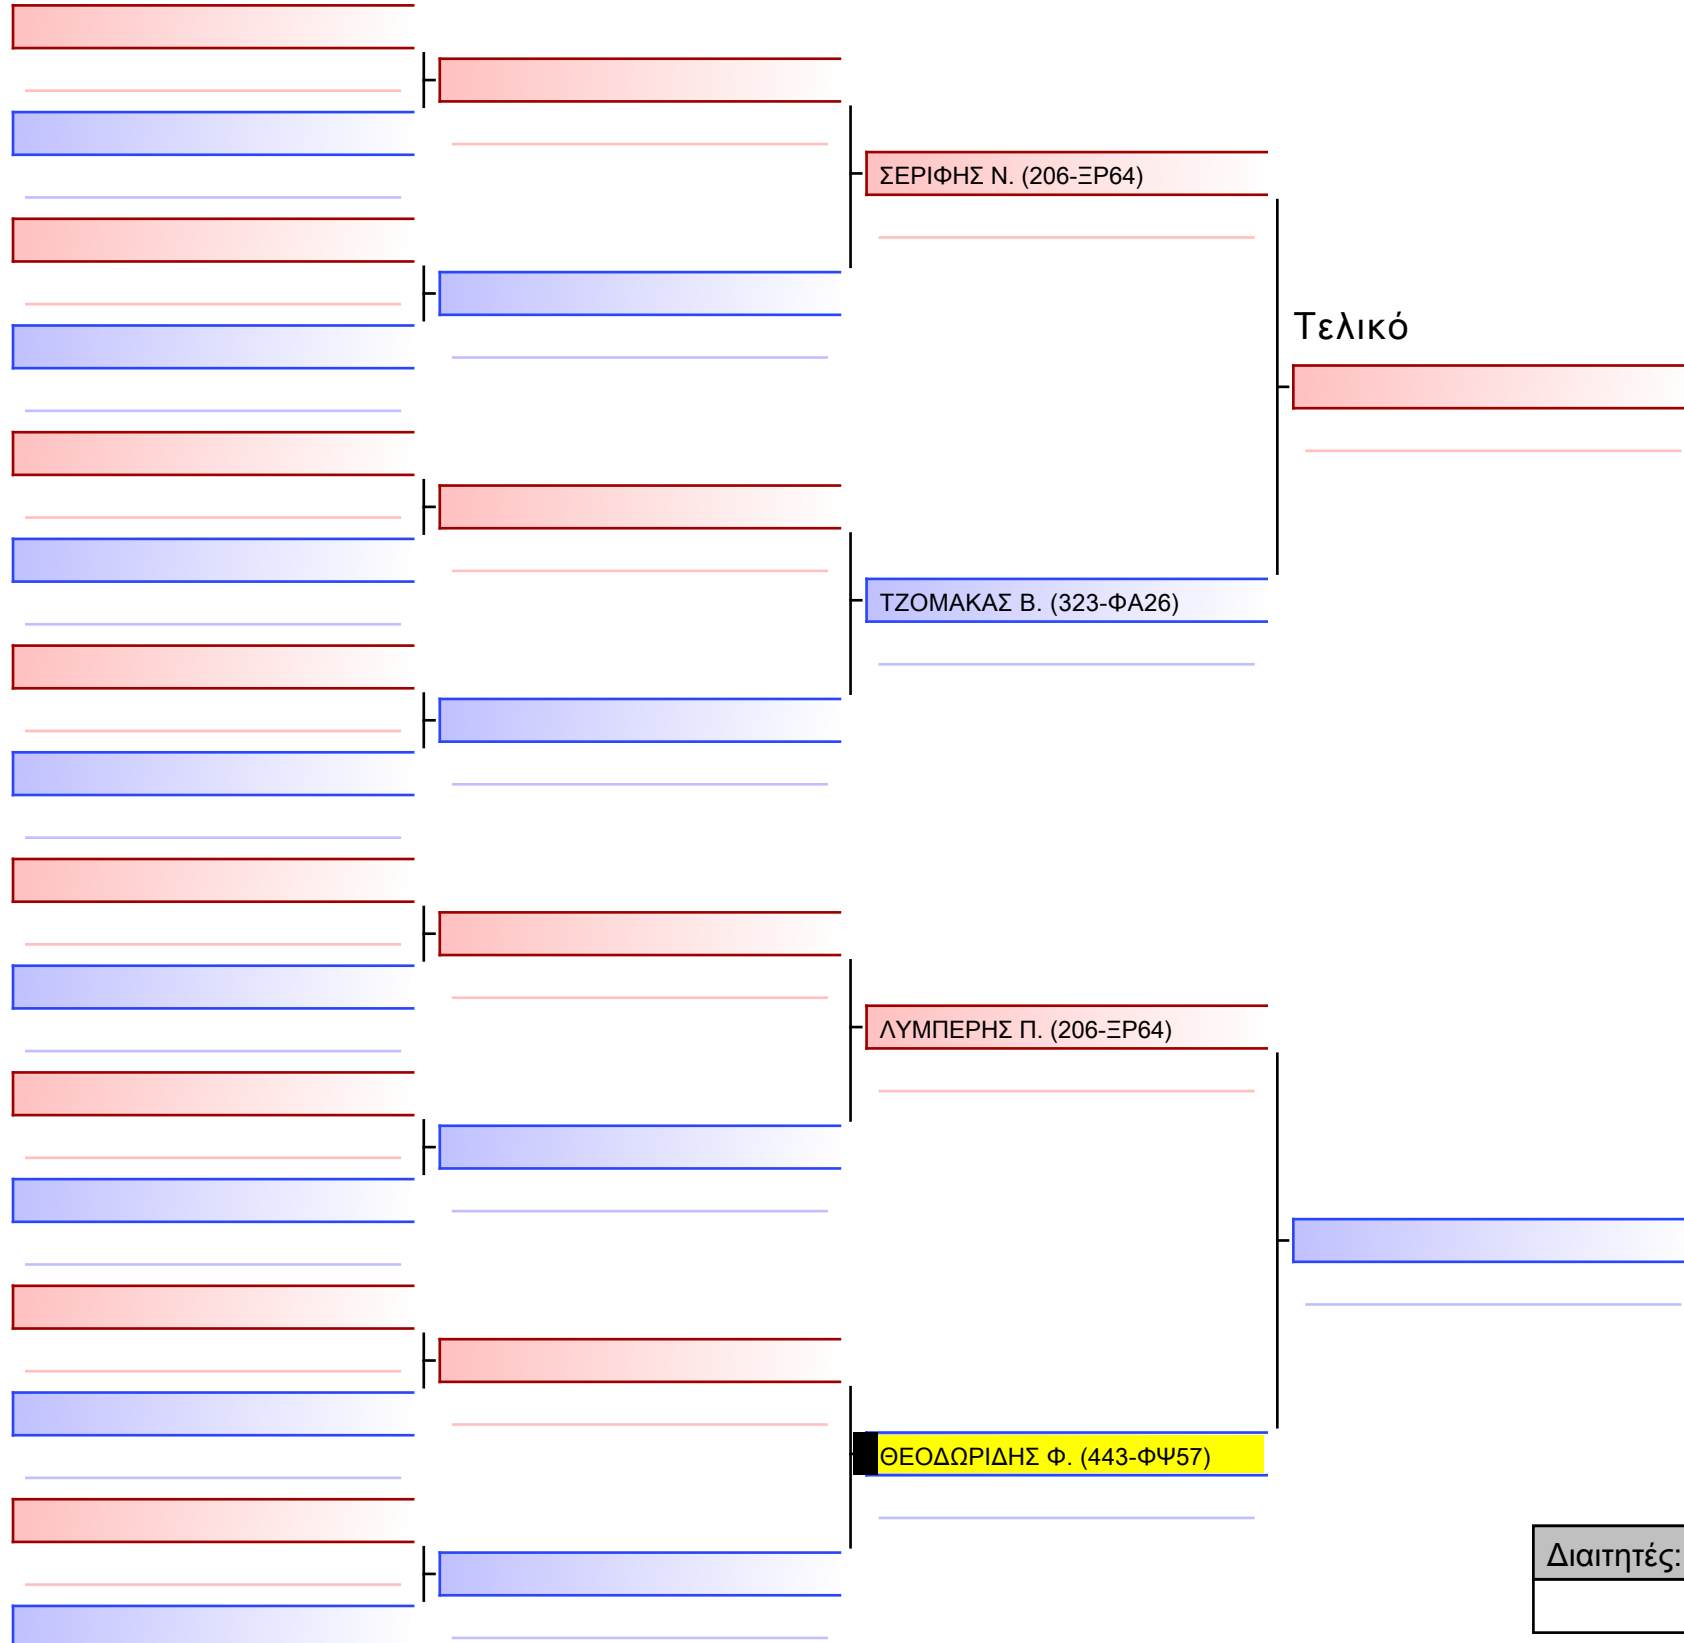 ΣΕΡΙΦΗΣ Ν. (206-ΞΡ64)
Τελικό
ΤΖΟΜΑΚΑΣ Β. (323-ΦΑ26)
ΛΥΜΠΕΡΗΣ Π. (206-ΞΡ64)
ΘΕΟΔΩΡΙΔΗΣ Φ. (443-ΦΨ57)
Διαιτητές: